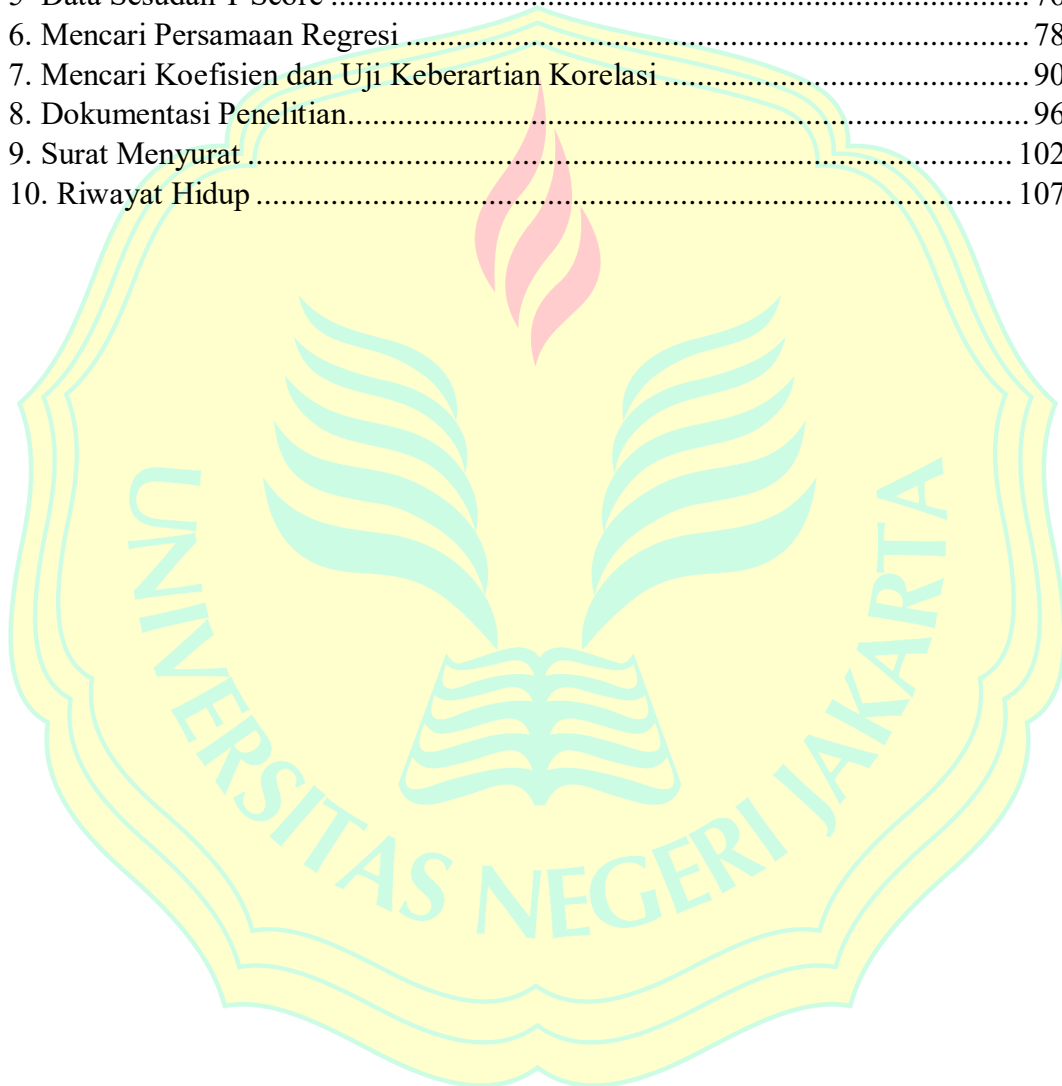 5 Data Sesudah T Score ........................................................................................... 76
6. Mencari Persamaan Regresi ................................................................................. 78
7. Mencari Koefisien dan Uji Keberartian Korelasi ................................................ 90
8. Dokumentasi Penelitian........................................................................................ 96
9. Surat Menyurat ................................................................................................... 102
10. Riwayat Hidup .................................................................................................. 107
UNIVERSITAS NEGERI JAKARTA